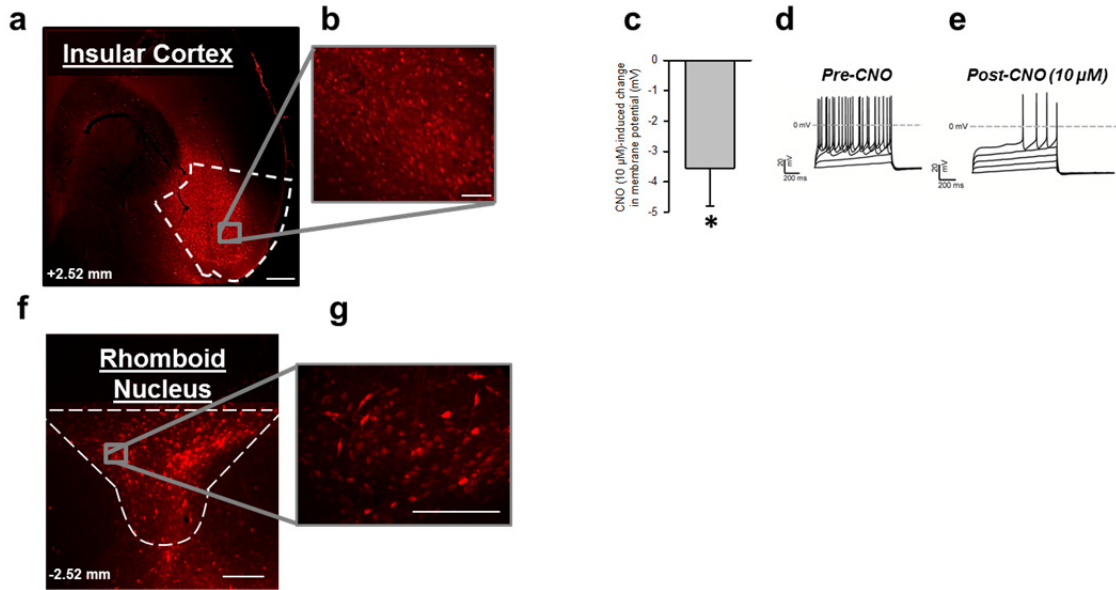 a
Insular Cortex
+2.52 mm
b
c
CNO (10 µM)-induced change
in membrane potential (mV)
0
-1
-2
-3
-4
-5
*
d
Pre-CNO
0 mV
20
mV
200 ms
e
Post-CNO (10 µM)
0 mV
20
mV
200 ms
f
Rhomboid
Nucleus
-2.52 mm
g